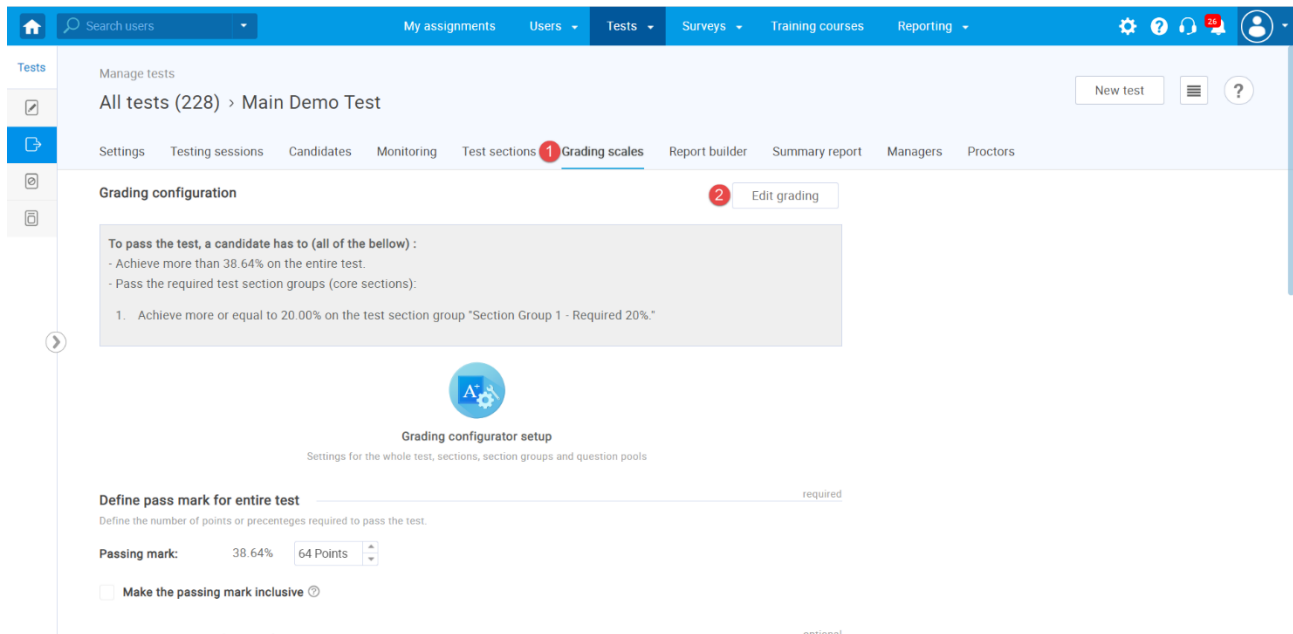 Search users
My assignments Users Tests Surveys Training courses Reporting 26
Tests
Manage tests
All tests (228) › Main Demo Test
New test
?
Settings Testing sessions Candidates Monitoring Test sections 1 Grading scales Report builder Summary report Managers Proctors
Grading configuration
2 Edit grading
To pass the test, a candidate has to (all of the bellow) :
- Achieve more than 38.64% on the entire test.
- Pass the required test section groups (core sections):
1. Achieve more or equal to 20.00% on the test section group "Section Group 1 - Required 20%."
A+
Grading configurator setup
Settings for the whole test, sections, section groups and question pools
Define pass mark for entire test
required
Define the number of points or precenteges required to pass the test.
Passing mark: 38.64% 64 Points
Make the passing mark inclusive ?
optional